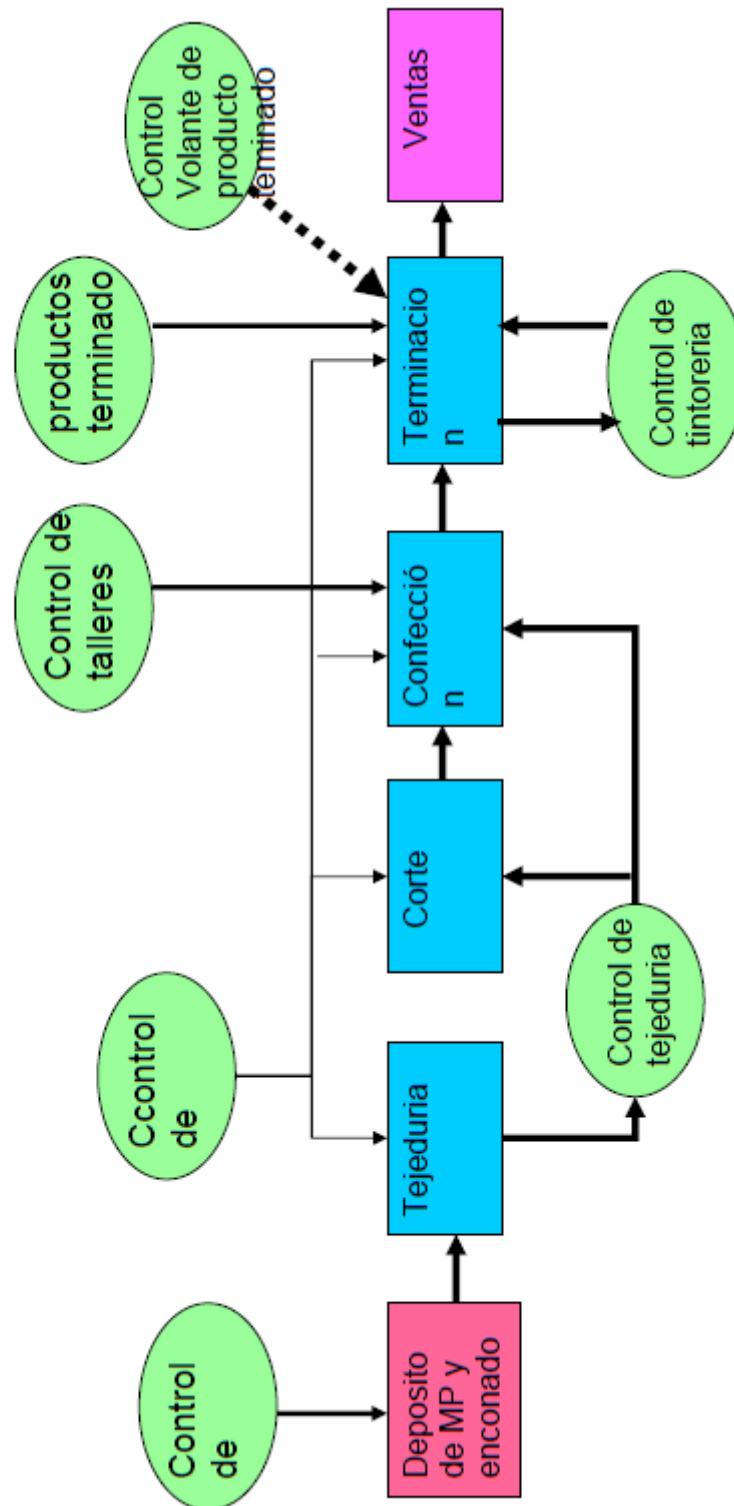 Control
de
Ccontrol
de
Control de
talleres
productos
terminado
Control
Volante de
producto
teminado
Deposito
de MP y
enconado
Tejeduria
Corte
Confecció
n
Terminacio
n
Ventas
Control de
tejeduria
Control de
tintoreria